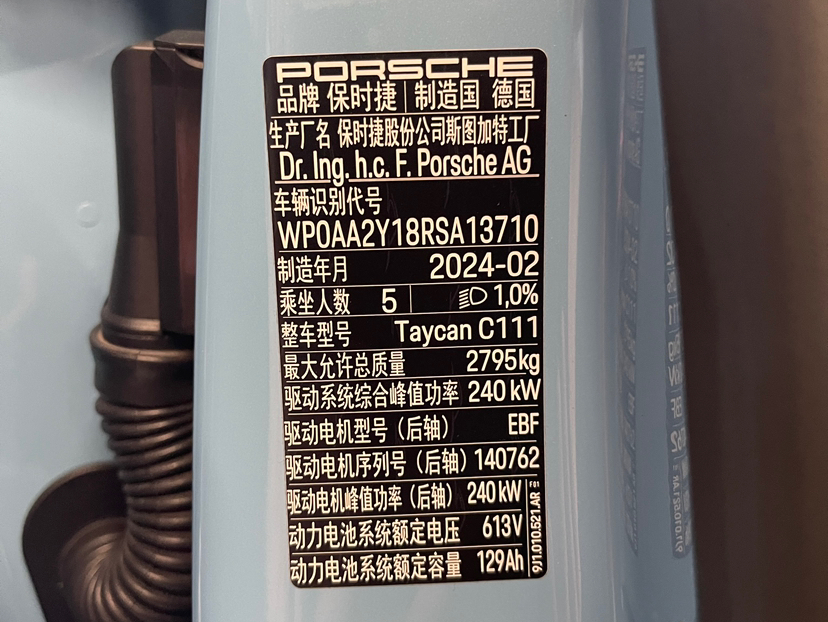 PORSCHE
品牌 保时捷 制造国 德国
生产厂名 保时捷股份公司斯图加特工厂
Dr. Ing. h.c. F. Porsche AG
车辆识别代号
WP0AA2Y18RSA13710
制造年月 2024-02
乘坐人数 5 1,0%
整车型号 Taycan C111
最大允许总质量 2795kg
驱动系统综合峰值功率 240 kW
驱动电机型号（后轴） EBF
驱动电机序列号（后轴） 140762
驱动电机峰值功率（后轴） 240 kW
动力电池系统额定电压 613V
动力电池系统额定容量 129Ah
9J1.010.521.AR